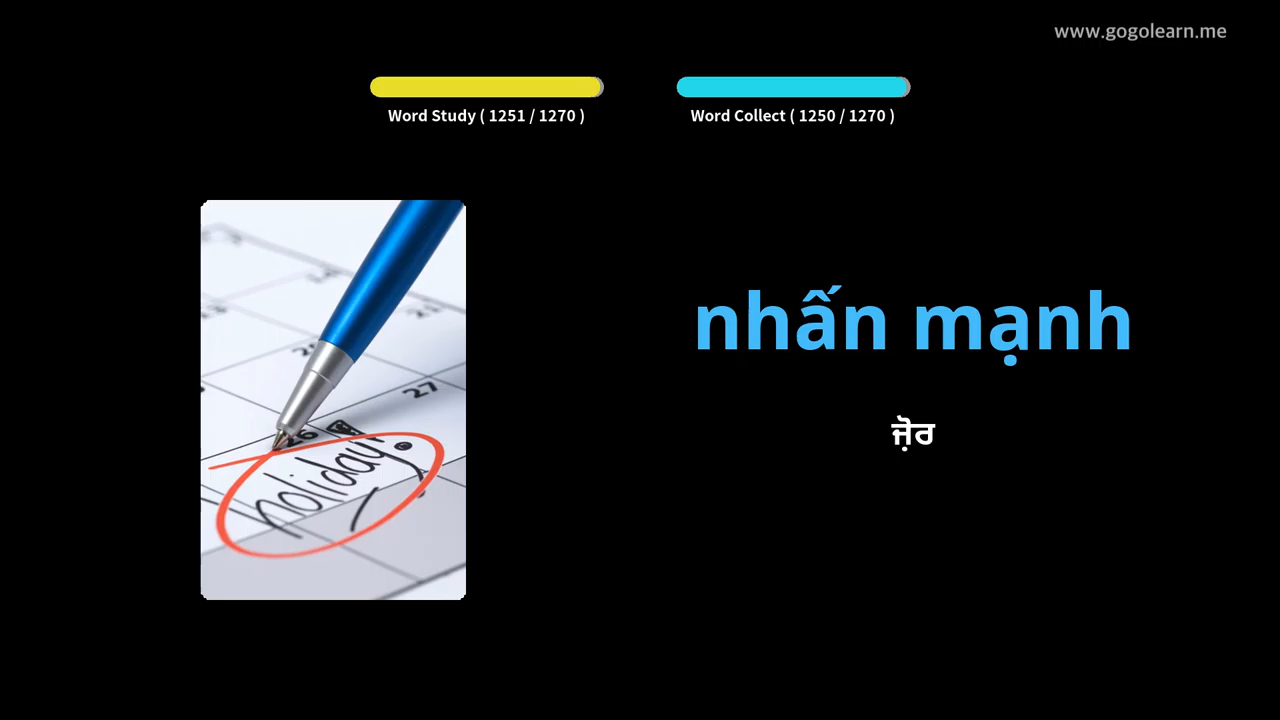 www.gogolearn.me
Word Study ( 1251 / 1270 )
Word Collect ( 1250 / 1270 )
nhấn mạnh
ਜ਼ੋਰ
27
holiday!